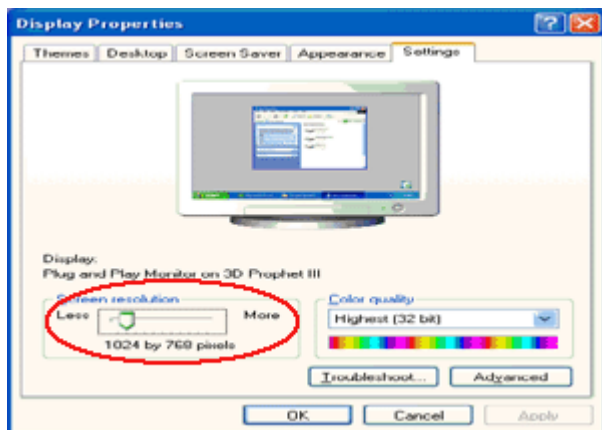 Display Properties
Themes Desktop Screen Saver Appearance Settings
Display:
Plug and Play Monitor on 3D Prophet III
Screen resolution
Less More
1024 by 768 pixels
Color quality
Highest (32 bit)
Troubleshoot... Advanced
OK Cancel Apply